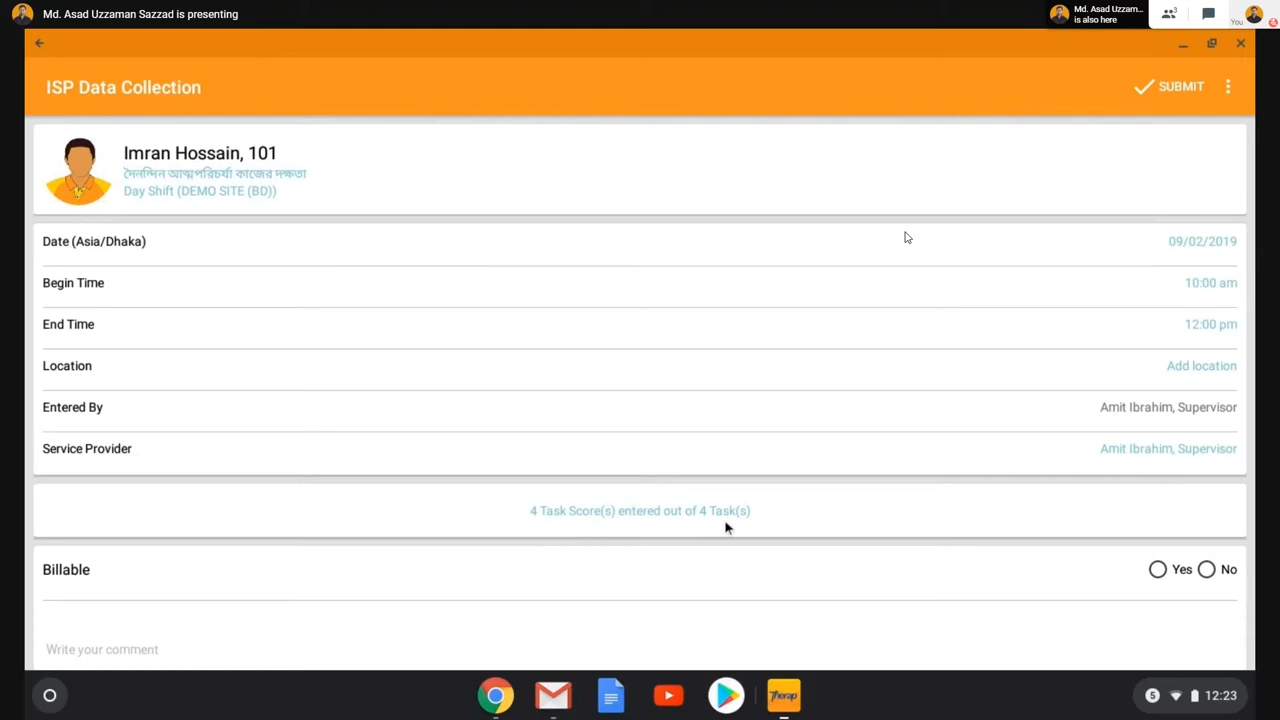 Md. Asad Uzzaman Sazzad is presenting
Md. Asad Uzzam...
is also here
3
You
ISP Data Collection
SUBMIT
Imran Hossain, 101
দৈনন্দিন আত্মপরিচর্যা কাজের দক্ষতা
Day Shift (DEMO SITE (BD))
Date (Asia/Dhaka) 09/02/2019
Begin Time 10:00 am
End Time 12:00 pm
Location Add location
Entered By Amit Ibrahim, Supervisor
Service Provider Amit Ibrahim, Supervisor
4 Task Score(s) entered out of 4 Task(s)
Billable Yes No
Write your comment
Therap
5 12:23